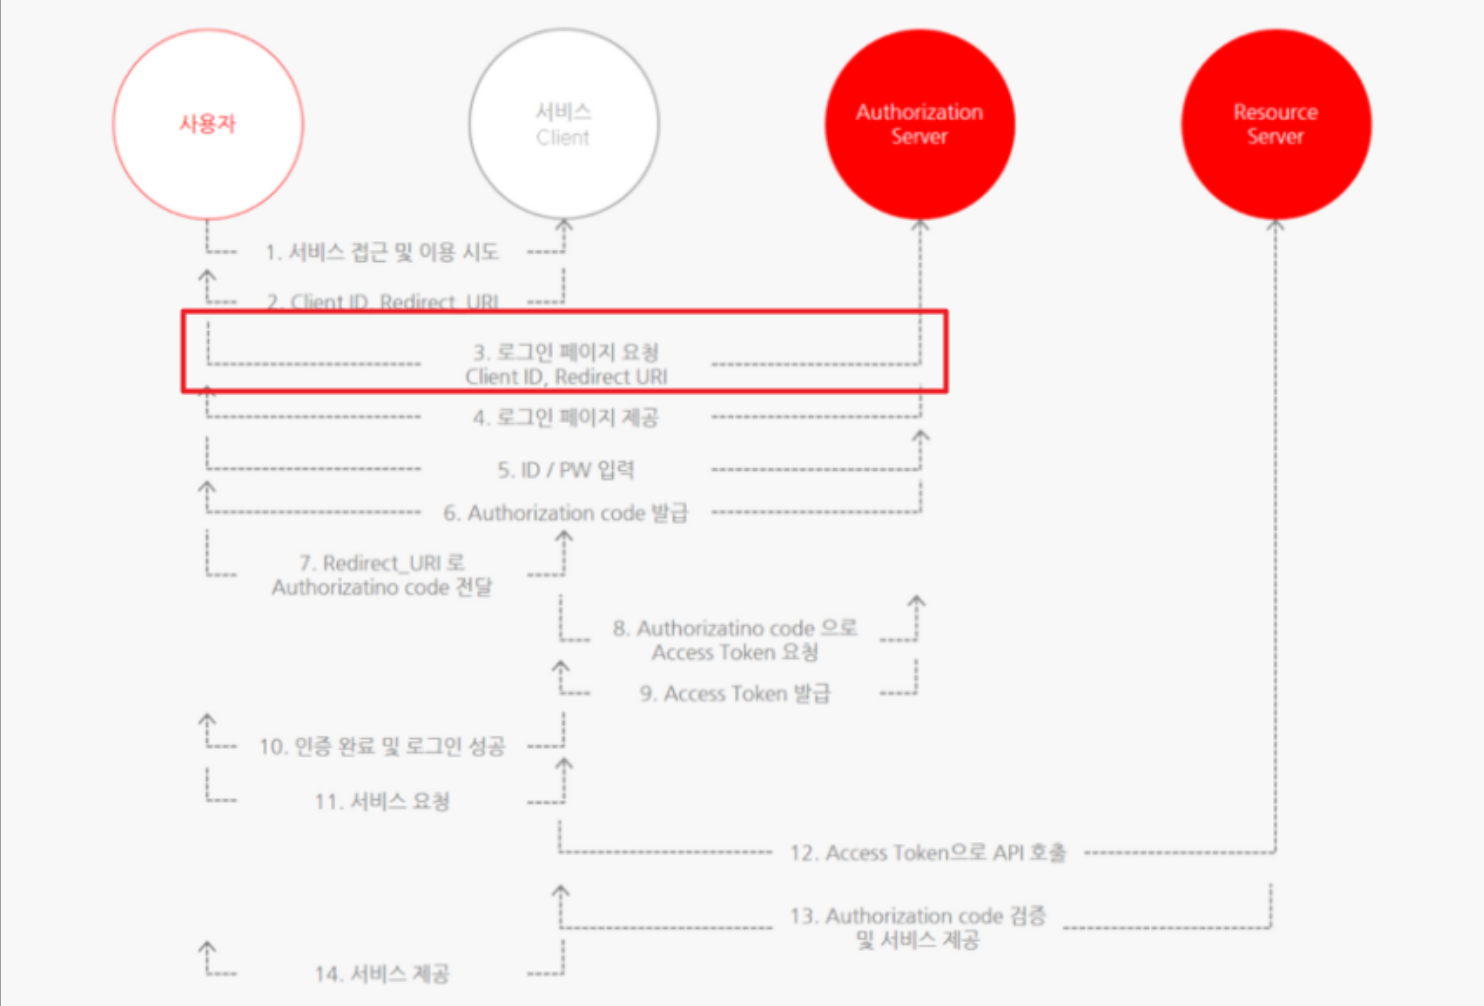 사용자
서비스
Client
Authorization
Server
Resource
Server
1. 서비스 접근 및 이용 시도
2. Client ID, Redirect_URI
3. 로그인 페이지 요청
Client ID, Redirect URI
4. 로그인 페이지 제공
5. ID / PW 입력
6. Authorization code 발급
7. Redirect_URI 로
Authorizatino code 전달
8. Authorizatino code 으로
Access Token 요청
9. Access Token 발급
10. 인증 완료 및 로그인 성공
11. 서비스 요청
12. Access Token으로 API 호출
13. Authorization code 검증
및 서비스 제공
14. 서비스 제공